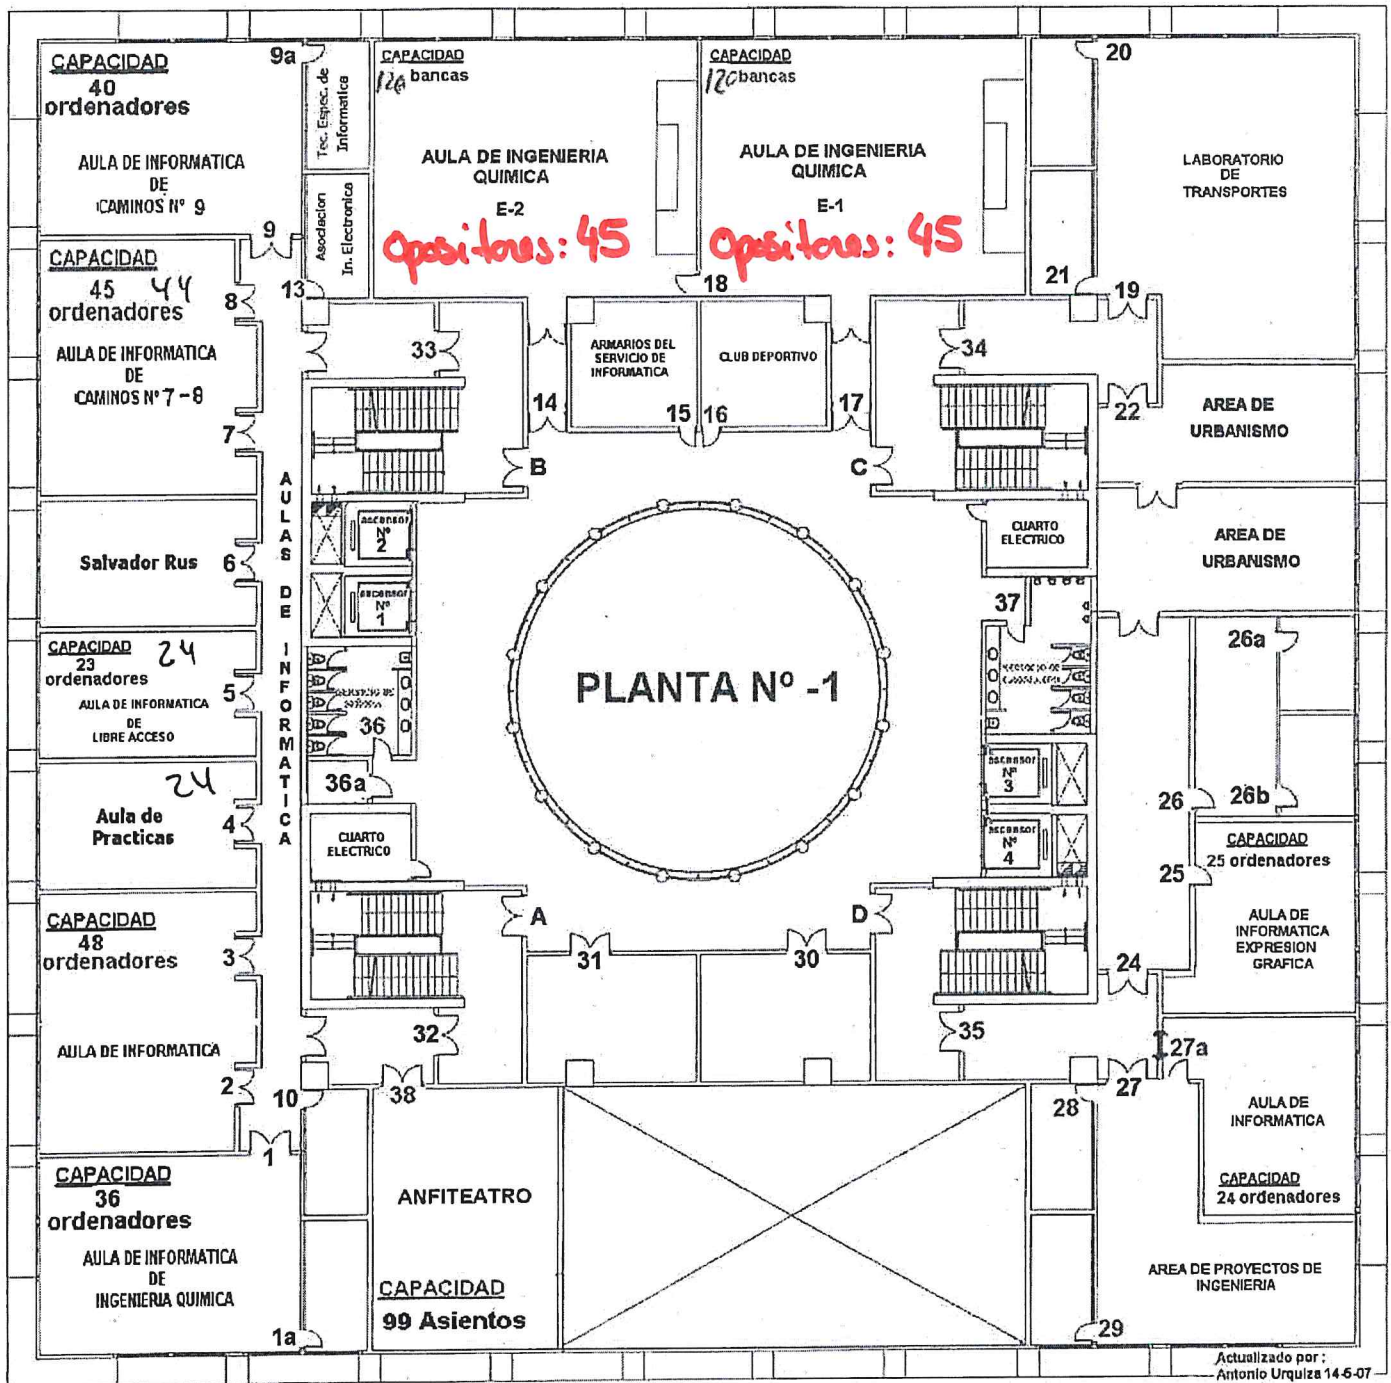 CAPACIDAD
40
ordenadores
AULA DE INFORMATICA
DE
CAMINOS Nº 9
9a
9
Tec. Espec. de
Informatica
Asociacion
In. Electronica
13
CAPACIDAD
120 bancas
AULA DE INGENIERIA
QUIMICA
E-2
Opositores: 45
CAPACIDAD
120 bancas
AULA DE INGENIERIA
QUIMICA
E-1
Opositores: 45
18
20
LABORATORIO
DE
TRANSPORTES
21
19
CAPACIDAD
45 44
ordenadores
AULA DE INFORMATICA
DE
CAMINOS Nº 7-8
8
7
33
14
ARMARIOS DEL
SERVICIO DE
INFORMATICA
15
CLUB DEPORTIVO
16
17
34
22
AREA DE
URBANISMO
B
C
AULAS DE INFORMATICA
Salvador Rus
6
ascensor
Nº
2
ascensor
Nº
1
CUARTO
ELECTRICO
37
AREA DE
URBANISMO
CAPACIDAD
23 24
ordenadores
AULA DE INFORMATICA
DE
LIBRE ACCESO
5
SERVICIO DE
36
36a
PLANTA Nº -1
SERVICIO DE
26a
26
26b
24
Aula de
Practicas
4
CUARTO
ELECTRICO
ascensor
Nº
3
ascensor
Nº
4
25
CAPACIDAD
25 ordenadores
AULA DE
INFORMATICA
EXPRESION
GRAFICA
CAPACIDAD
48
ordenadores
AULA DE INFORMATICA
3
2
A
D
31
30
24
32
35
27a
27
10
38
28
AULA DE
INFORMATICA
CAPACIDAD
24 ordenadores
1
CAPACIDAD
36
ordenadores
AULA DE INFORMATICA
DE
INGENIERIA QUIMICA
1a
ANFITEATRO
CAPACIDAD
99 Asientos
AREA DE PROYECTOS DE
INGENIERIA
29
Actualizado por :
Antonio Urquiza 14-5-07